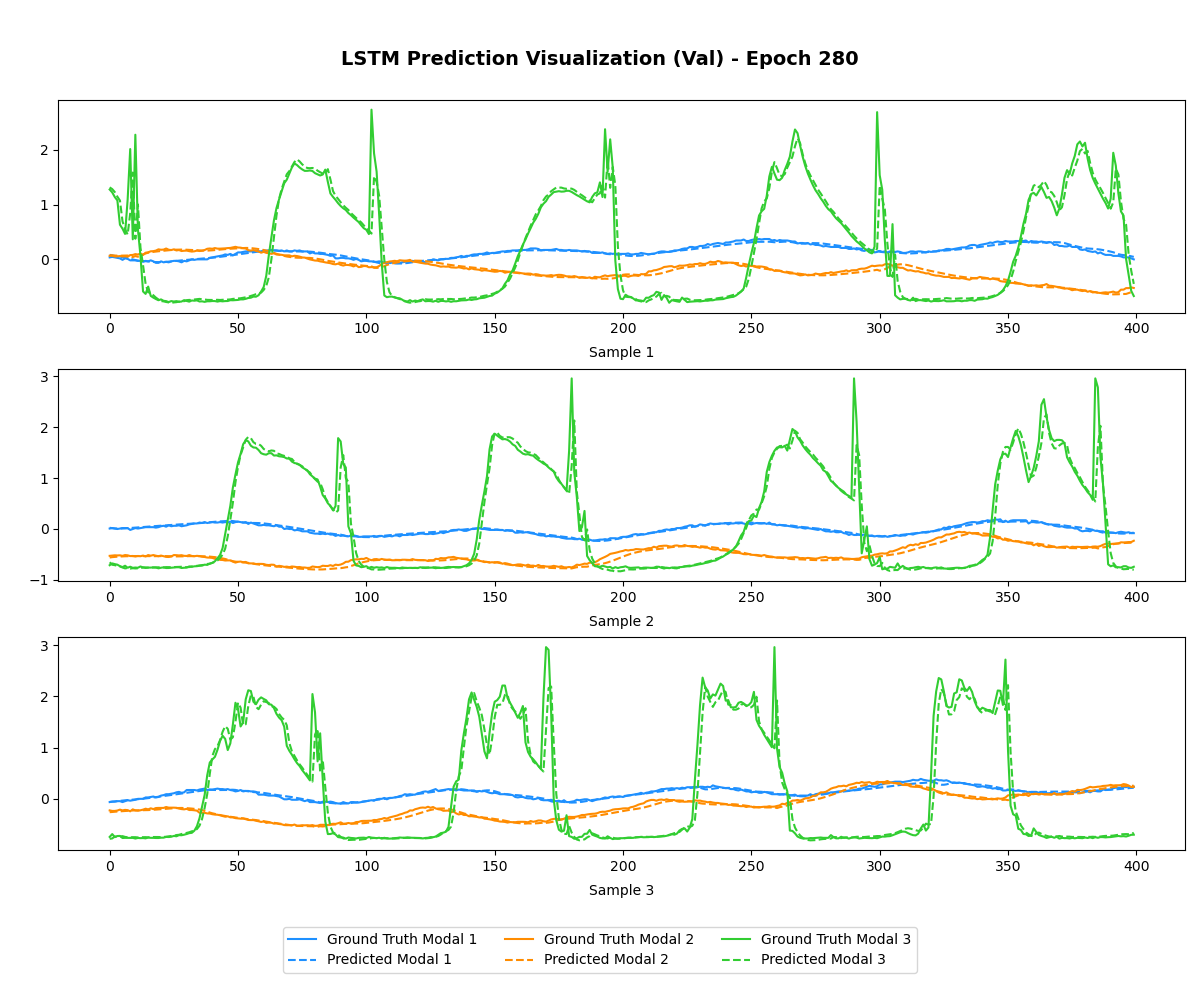 LSTM Prediction Visualization (Val) - Epoch 280
2
1
0
0 50 100 150 200 250 300 350 400
Sample 1
3
2
1
0
−1
0 50 100 150 200 250 300 350 400
Sample 2
3
2
1
0
0 50 100 150 200 250 300 350 400
Sample 3
Ground Truth Modal 1 Ground Truth Modal 2 Ground Truth Modal 3
Predicted Modal 1 Predicted Modal 2 Predicted Modal 3